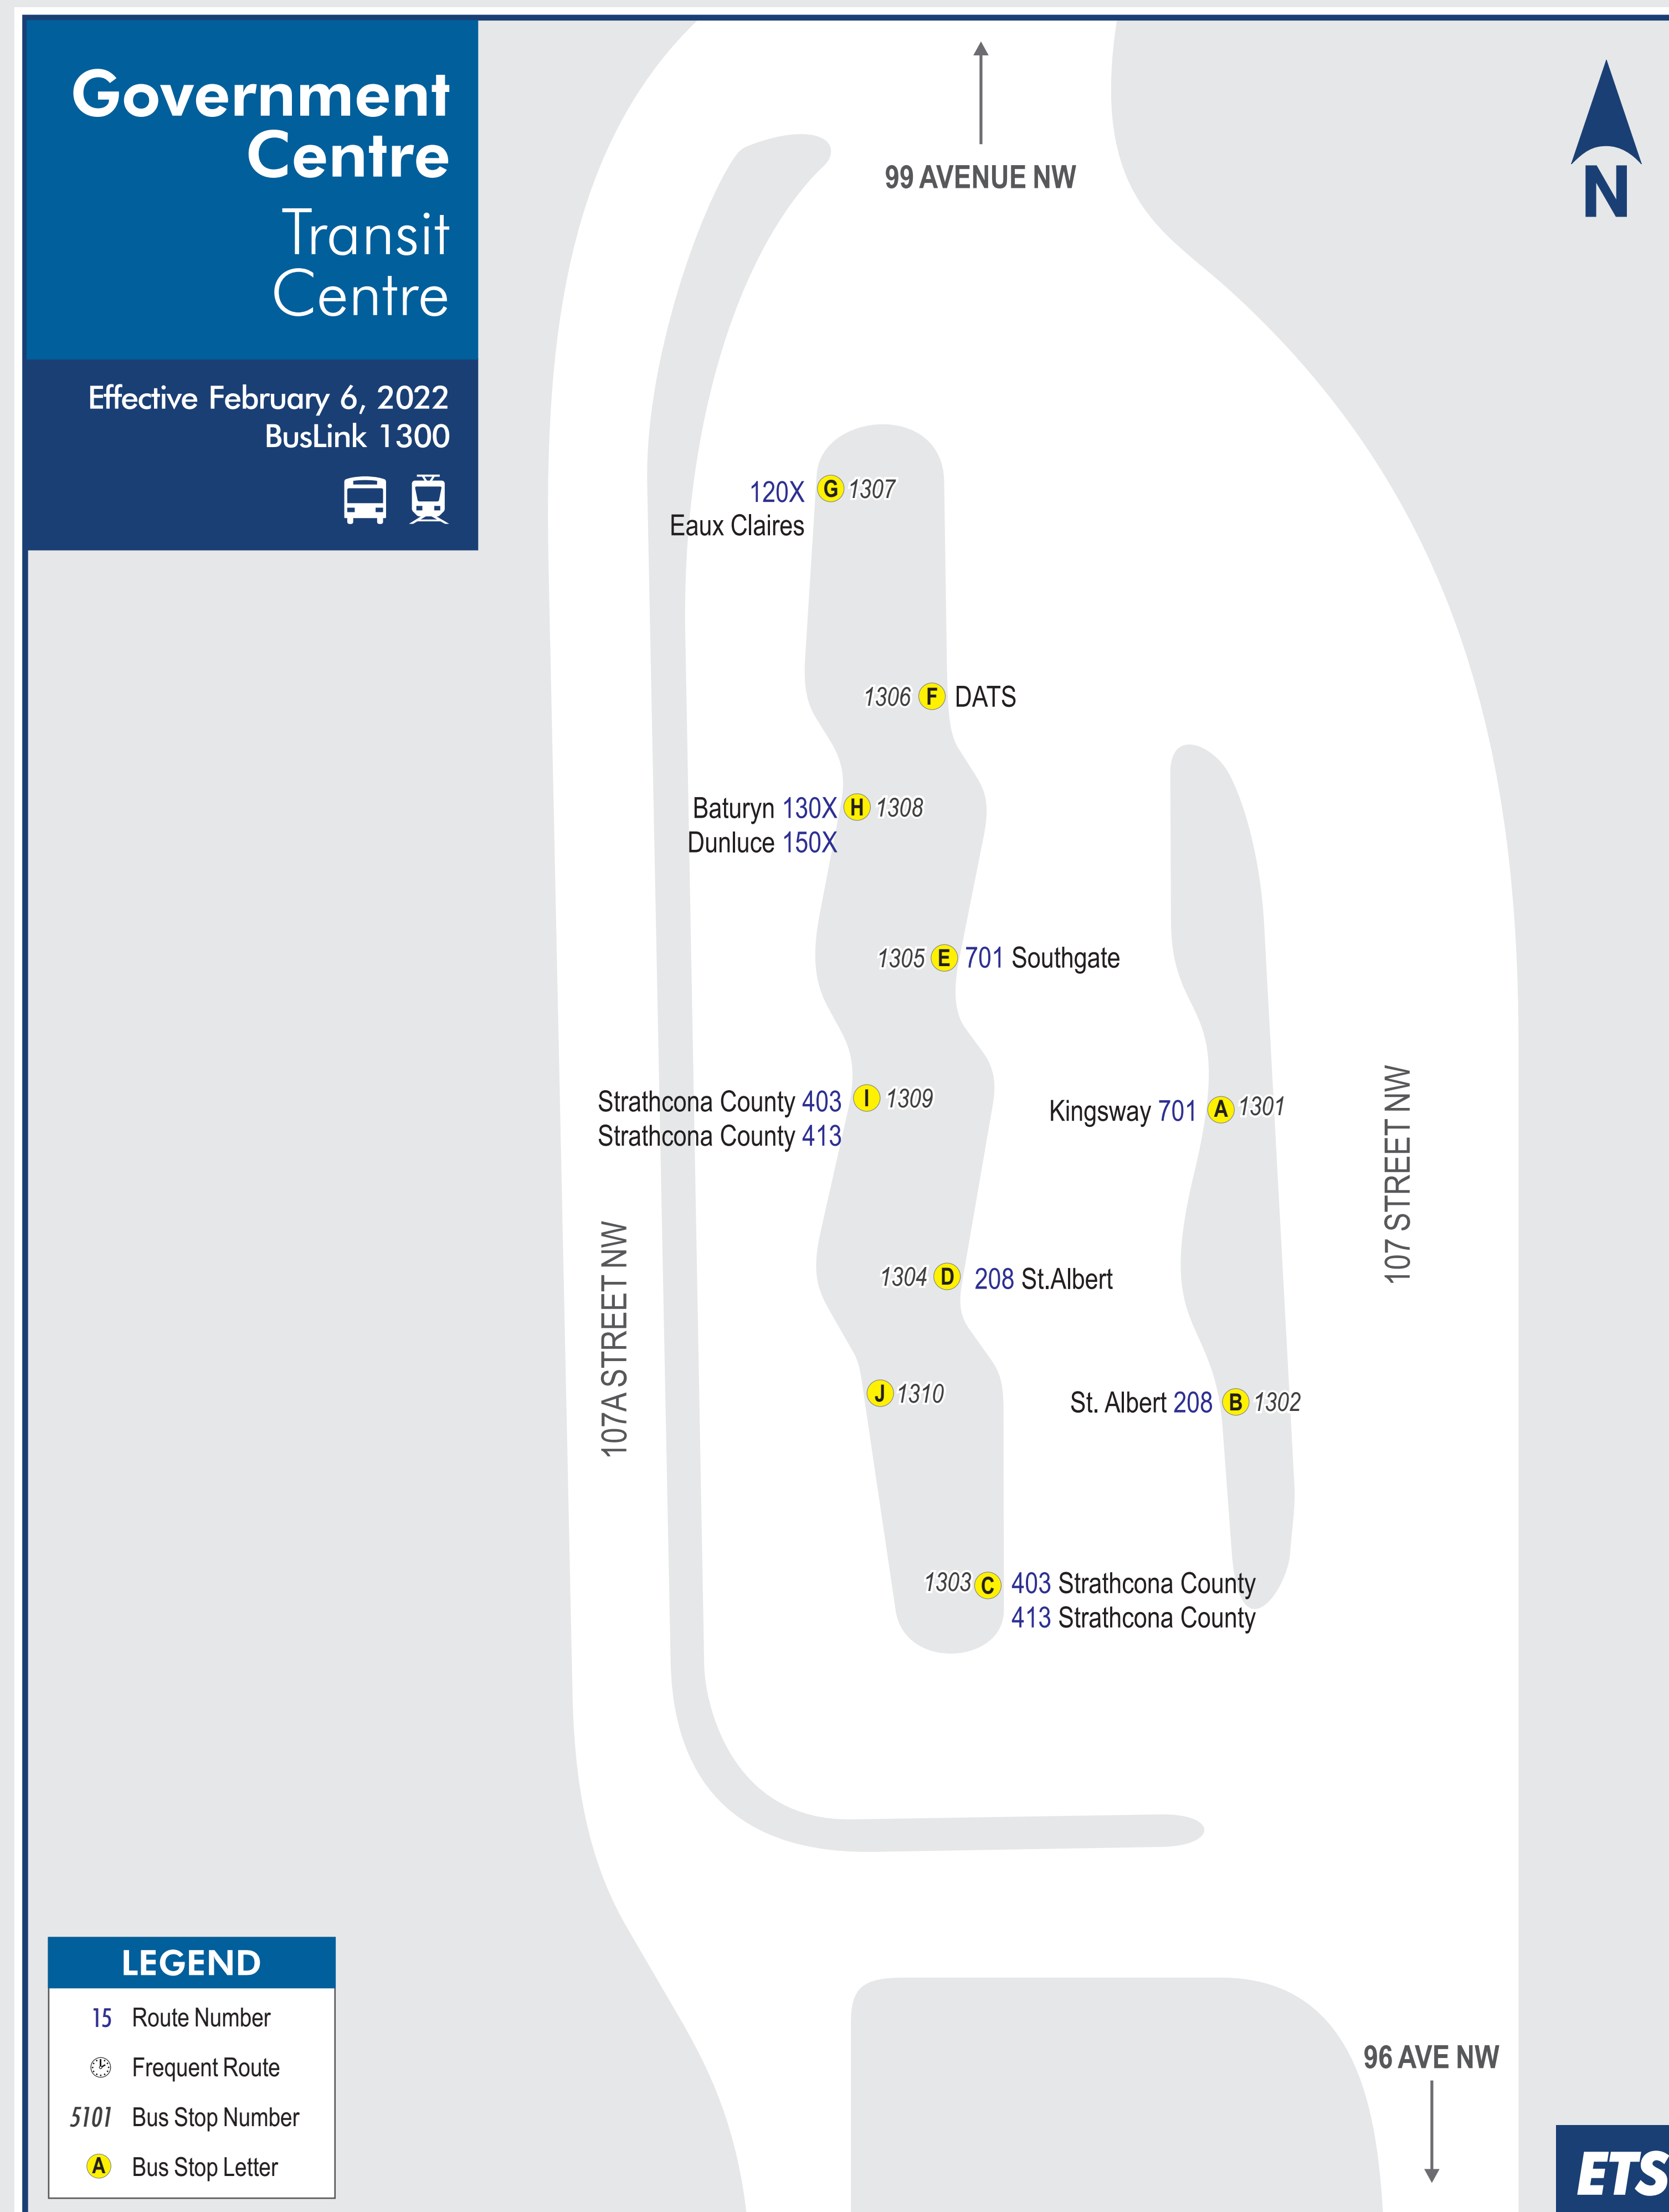 Government
Centre
Transit
Centre
Effective February 6, 2022
BusLink 1300
99 AVENUE NW
N
120X G 1307
Eaux Claires
1306 F DATS
Baturyn 130X H 1308
Dunluce 150X
1305 E 701 Southgate
Strathcona County 403 I 1309
Strathcona County 413
Kingsway 701 A 1301
107 STREET NW
107A STREET NW
1304 D 208 St.Albert
J 1310
St. Albert 208 B 1302
1303 C 403 Strathcona County
413 Strathcona County
LEGEND
15 Route Number
Frequent Route
5101 Bus Stop Number
A Bus Stop Letter
96 AVE NW
ETS